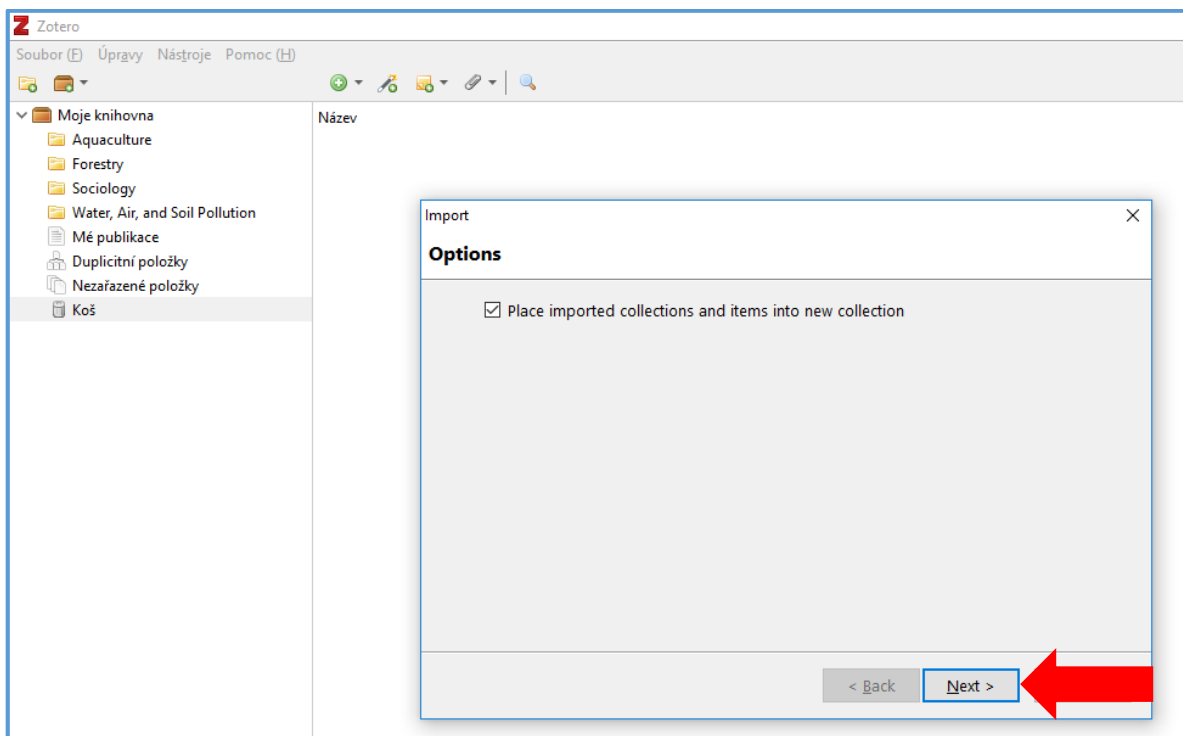 Zotero
Soubor (F) Úpravy Nástroje Pomoc (H)
Moje knihovna
Aquaculture
Forestry
Sociology
Water, Air, and Soil Pollution
Mé publikace
Duplicitní položky
Nezařazené položky
Koš
Název
Import
Options
Place imported collections and items into new collection
< Back
Next >